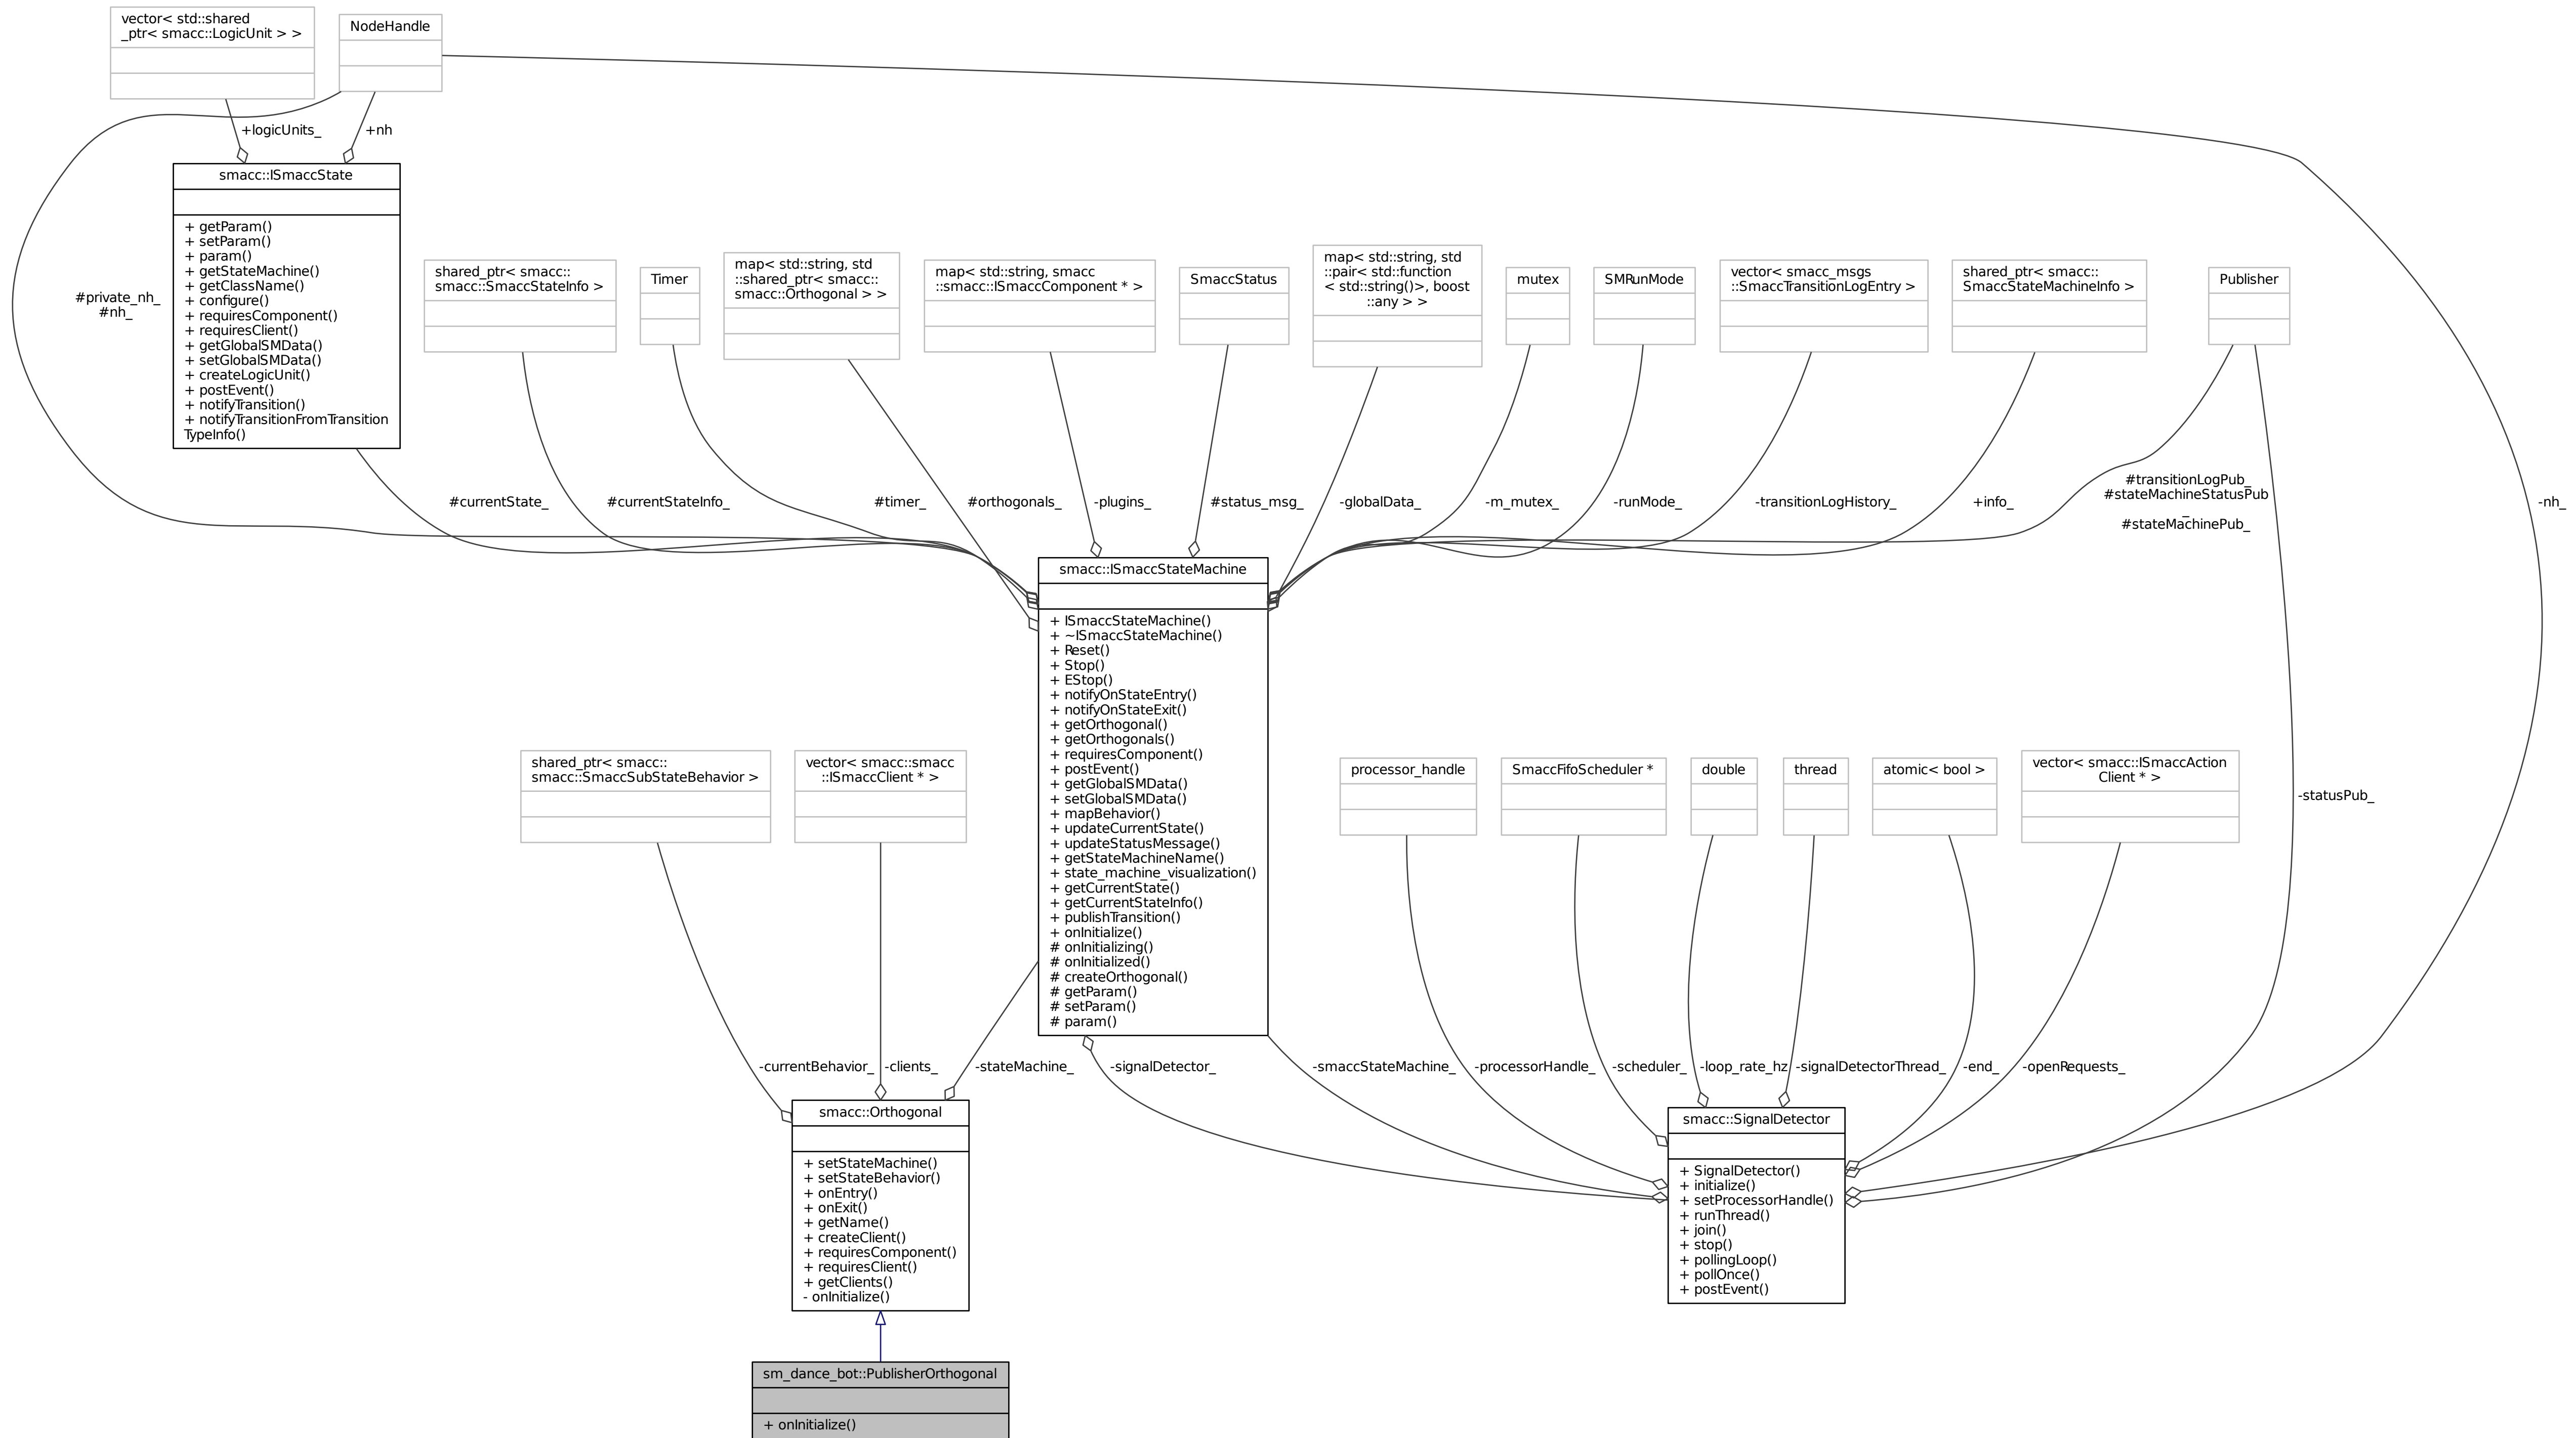 vector< std::shared
_ptr< smacc::LogicUnit > >
NodeHandle
+logicUnits_
+nh
smacc::ISmaccState
+ getParam()
+ setParam()
+ param()
+ getStateMachine()
+ getClassName()
+ configure()
+ requiresComponent()
+ requiresClient()
+ getGlobalSMData()
+ setGlobalSMData()
+ createLogicUnit()
+ postEvent()
+ notifyTransition()
+ notifyTransitionFromTransition
TypeInfo()
#private_nh_
#nh_
shared_ptr< smacc::
smacc::SmaccStateInfo >
Timer
map< std::string, std
::shared_ptr< smacc::
smacc::Orthogonal > >
map< std::string, smacc
::smacc::ISmaccComponent * >
SmaccStatus
map< std::string, std
::pair< std::function
< std::string()>, boost
::any > >
mutex
SMRunMode
vector< smacc_msgs
::SmaccTransitionLogEntry >
shared_ptr< smacc::
SmaccStateMachineInfo >
Publisher
#currentState_
#currentStateInfo_
#timer_
#orthogonals_
-plugins_
#status_msg_
-globalData_
-m_mutex_
-runMode_
-transitionLogHistory_
+info_
#transitionLogPub_
#stateMachineStatusPub
_
#stateMachinePub_
-nh_
smacc::ISmaccStateMachine
+ ISmaccStateMachine()
+ ~ISmaccStateMachine()
+ Reset()
+ Stop()
+ EStop()
+ notifyOnStateEntry()
+ notifyOnStateExit()
+ getOrthogonal()
+ getOrthogonals()
+ requiresComponent()
+ postEvent()
+ getGlobalSMData()
+ setGlobalSMData()
+ mapBehavior()
+ updateCurrentState()
+ updateStatusMessage()
+ getStateMachineName()
+ state_machine_visualization()
+ getCurrentState()
+ getCurrentStateInfo()
+ publishTransition()
+ onInitialize()
# onInitializing()
# onInitialized()
# createOrthogonal()
# getParam()
# setParam()
# param()
shared_ptr< smacc::
smacc::SmaccSubStateBehavior >
vector< smacc::smacc
::ISmaccClient * >
processor_handle
SmaccFifoScheduler *
double
thread
atomic< bool >
vector< smacc::ISmaccAction
Client * >
-statusPub_
-currentBehavior_
-clients_
-stateMachine_
-signalDetector_
-smaccStateMachine_
-processorHandle_
-scheduler_
-loop_rate_hz
-signalDetectorThread_
-end_
-openRequests_
smacc::Orthogonal
+ setStateMachine()
+ setStateBehavior()
+ onEntry()
+ onExit()
+ getName()
+ createClient()
+ requiresComponent()
+ requiresClient()
+ getClients()
- onInitialize()
smacc::SignalDetector
+ SignalDetector()
+ initialize()
+ setProcessorHandle()
+ runThread()
+ join()
+ stop()
+ pollingLoop()
+ pollOnce()
+ postEvent()
sm_dance_bot::PublisherOrthogonal
+ onInitialize()